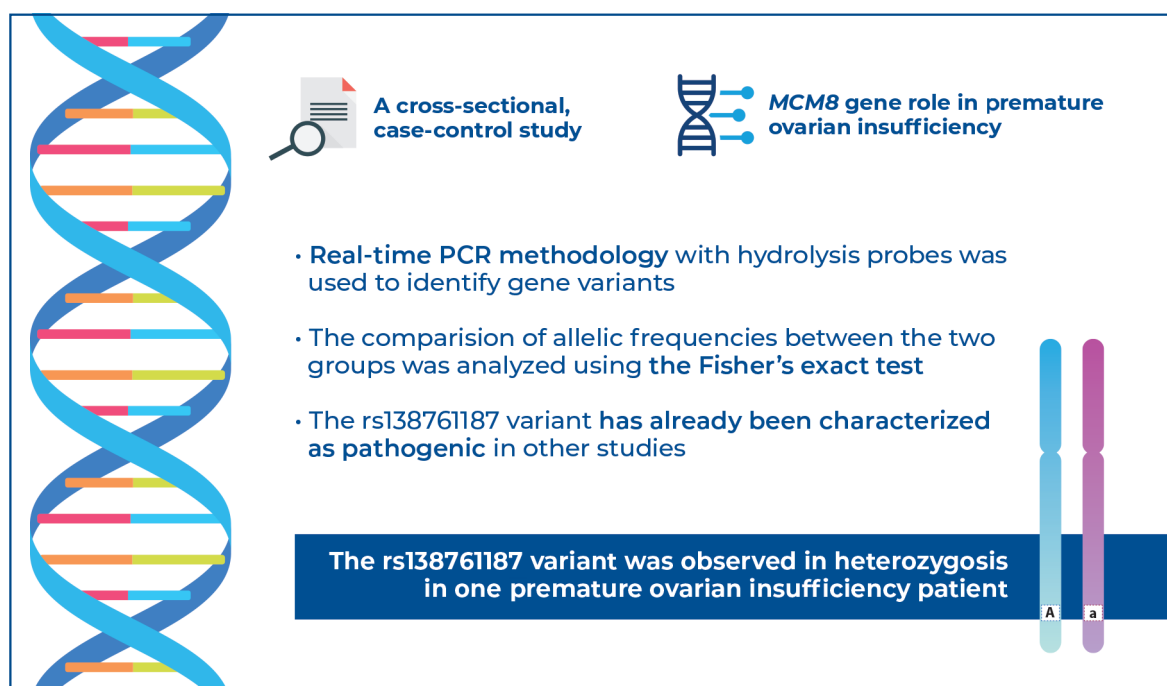 A cross-sectional,
case-control study
MCM8 gene role in premature
ovarian insufficiency
· Real-time PCR methodology with hydrolysis probes was
used to identify gene variants
· The comparision of allelic frequencies between the two
groups was analyzed using the Fisher’s exact test
· The rs138761187 variant has already been characterized
as pathogenic in other studies
The rs138761187 variant was observed in heterozygosis
in one premature ovarian insufficiency patient
A
a